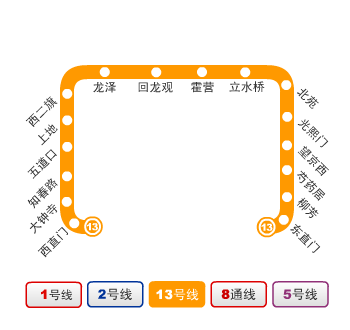 龙泽
回龙观
霍营
立水桥
西二旗
上地
五道口
知春路
大钟寺
西直门
北苑
光熙门
望京西
芍药居
柳芳
东直门
13
13
1号线
2号线
13号线
8通线
5号线